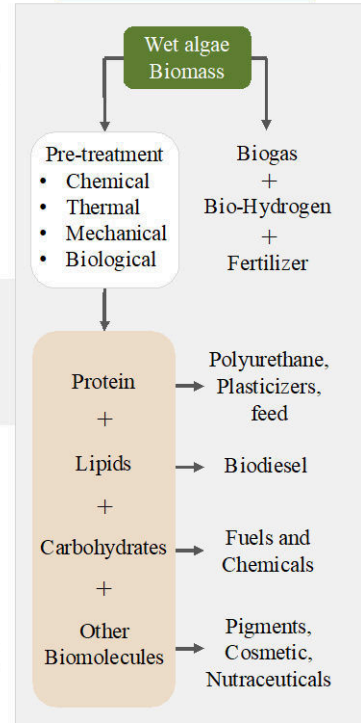 Wet algae
Biomass
Pre-treatment
• Chemical
• Thermal
• Mechanical
• Biological
Biogas
+
Bio-Hydrogen
+
Fertilizer
Protein
+
Lipids
+
Carbohydrates
+
Other
Biomolecules
Polyurethane,
Plasticizers,
feed
Biodiesel
Fuels and
Chemicals
Pigments,
Cosmetic,
Nutraceuticals